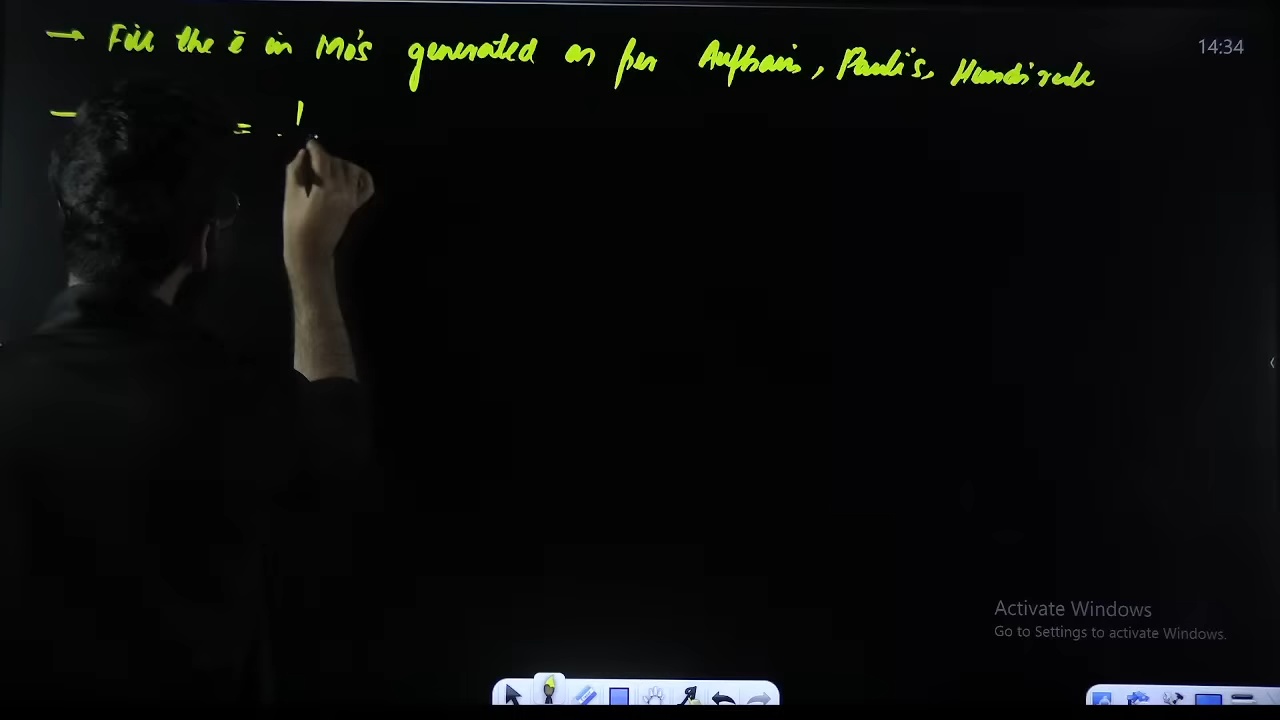 → Fill the ē in MO's generated as per Aufbau's, Pauli's, Hund's rule
14:34
=
Activate Windows
Go to Settings to activate Windows.